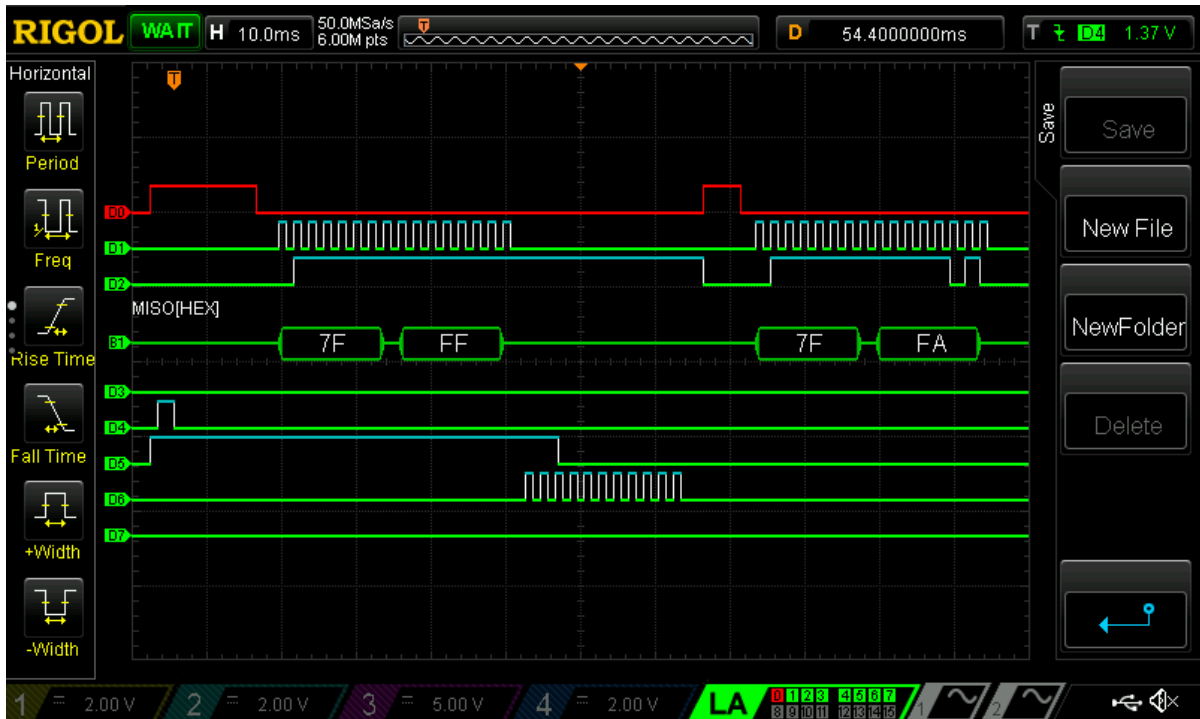 RIGOL WAIT H 10.0ms 50.0MSa/s 6.00M pts D 54.4000000ms T D4 1.37 V
Horizontal
Period
Freq
Rise Time
Fall Time
+Width
-Width
T
T
D0
D1
D2
MISO[HEX]
B1 7F FF 7F FA
D3
D4
D5
D6
D7
Save
Save
New File
NewFolder
Delete
1 = 2.00 V 2 = 2.00 V 3 = 5.00 V 4 = 2.00 V LA 0 1 2 3 4 5 6 7 1 2
8 9 10 11 12 13 14 15